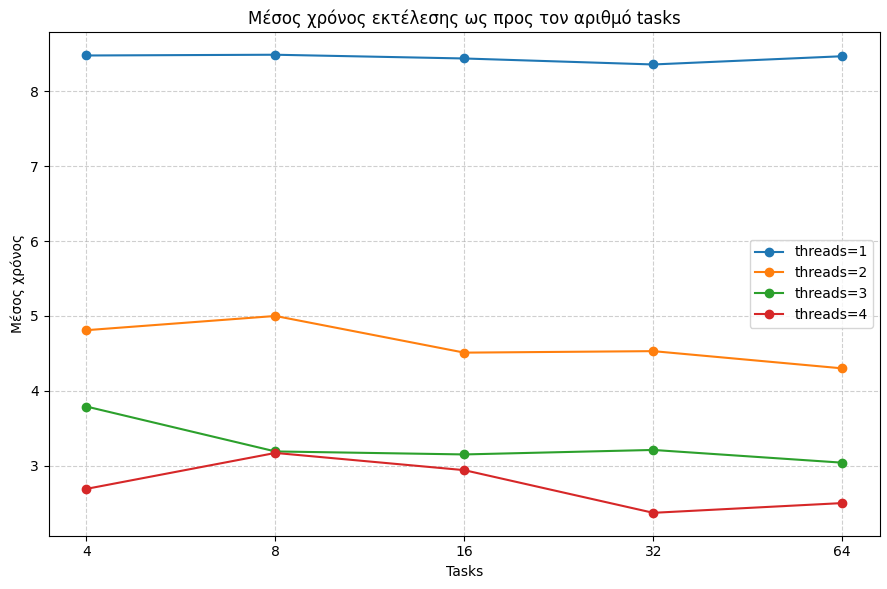 Μέσος χρόνος εκτέλεσης ως προς τον αριθμό tasks
Μέσος χρόνος
8
7
6
5
4
3
threads=1
threads=2
threads=3
threads=4
4 8 16 32 64
Tasks